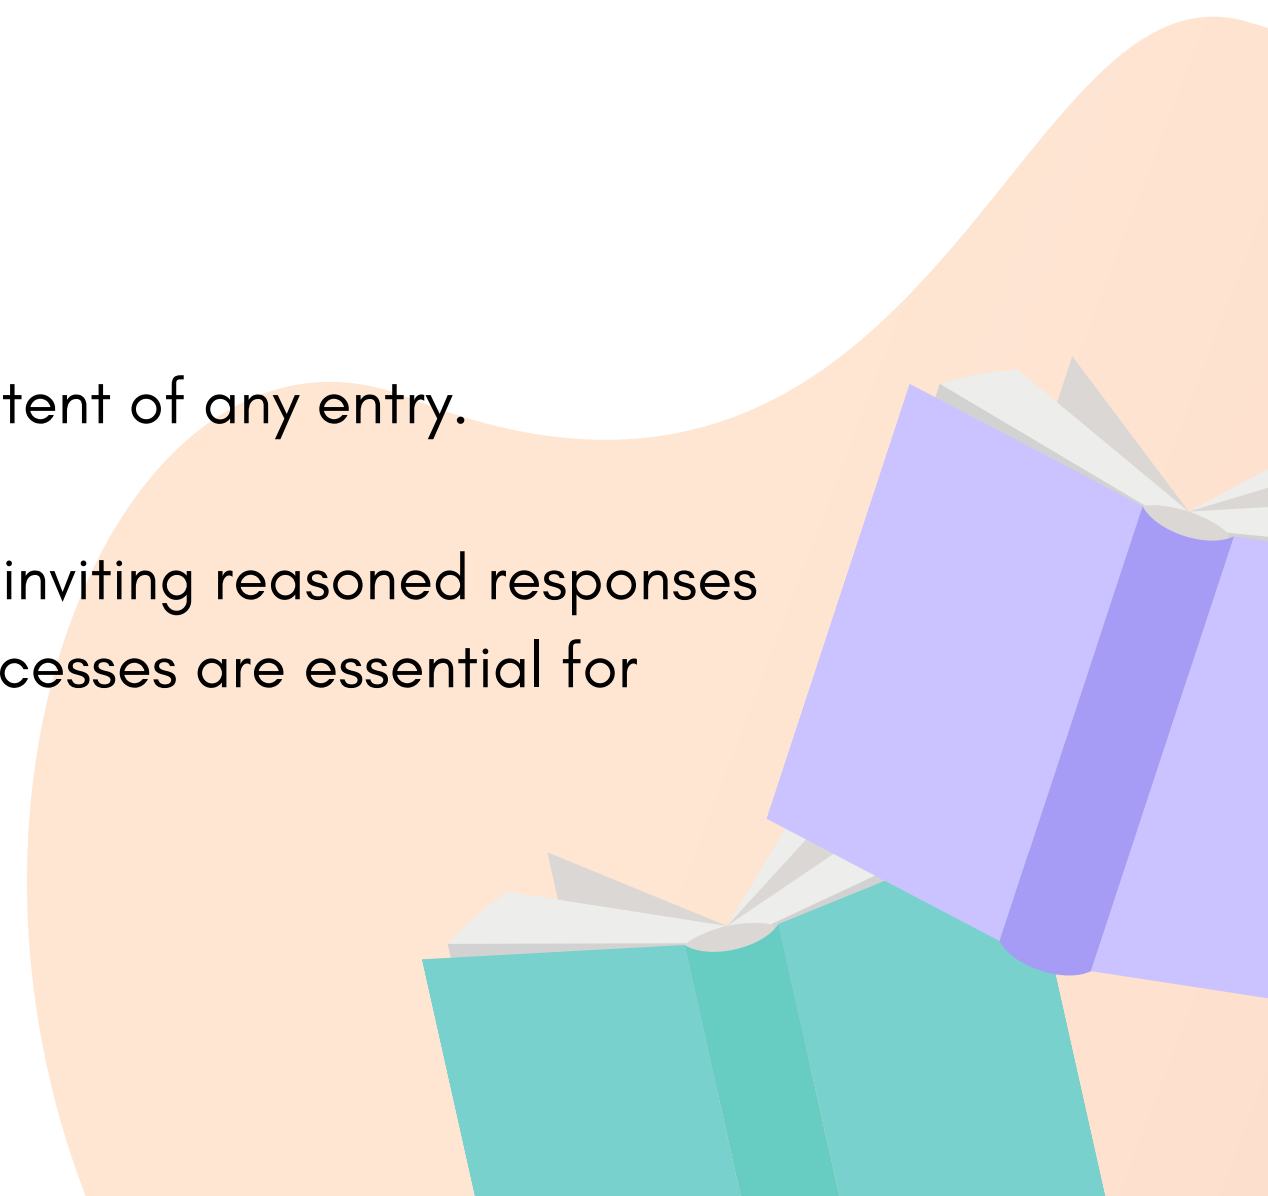 tent of any entry.
inviting reasoned responses
cesses are essential for